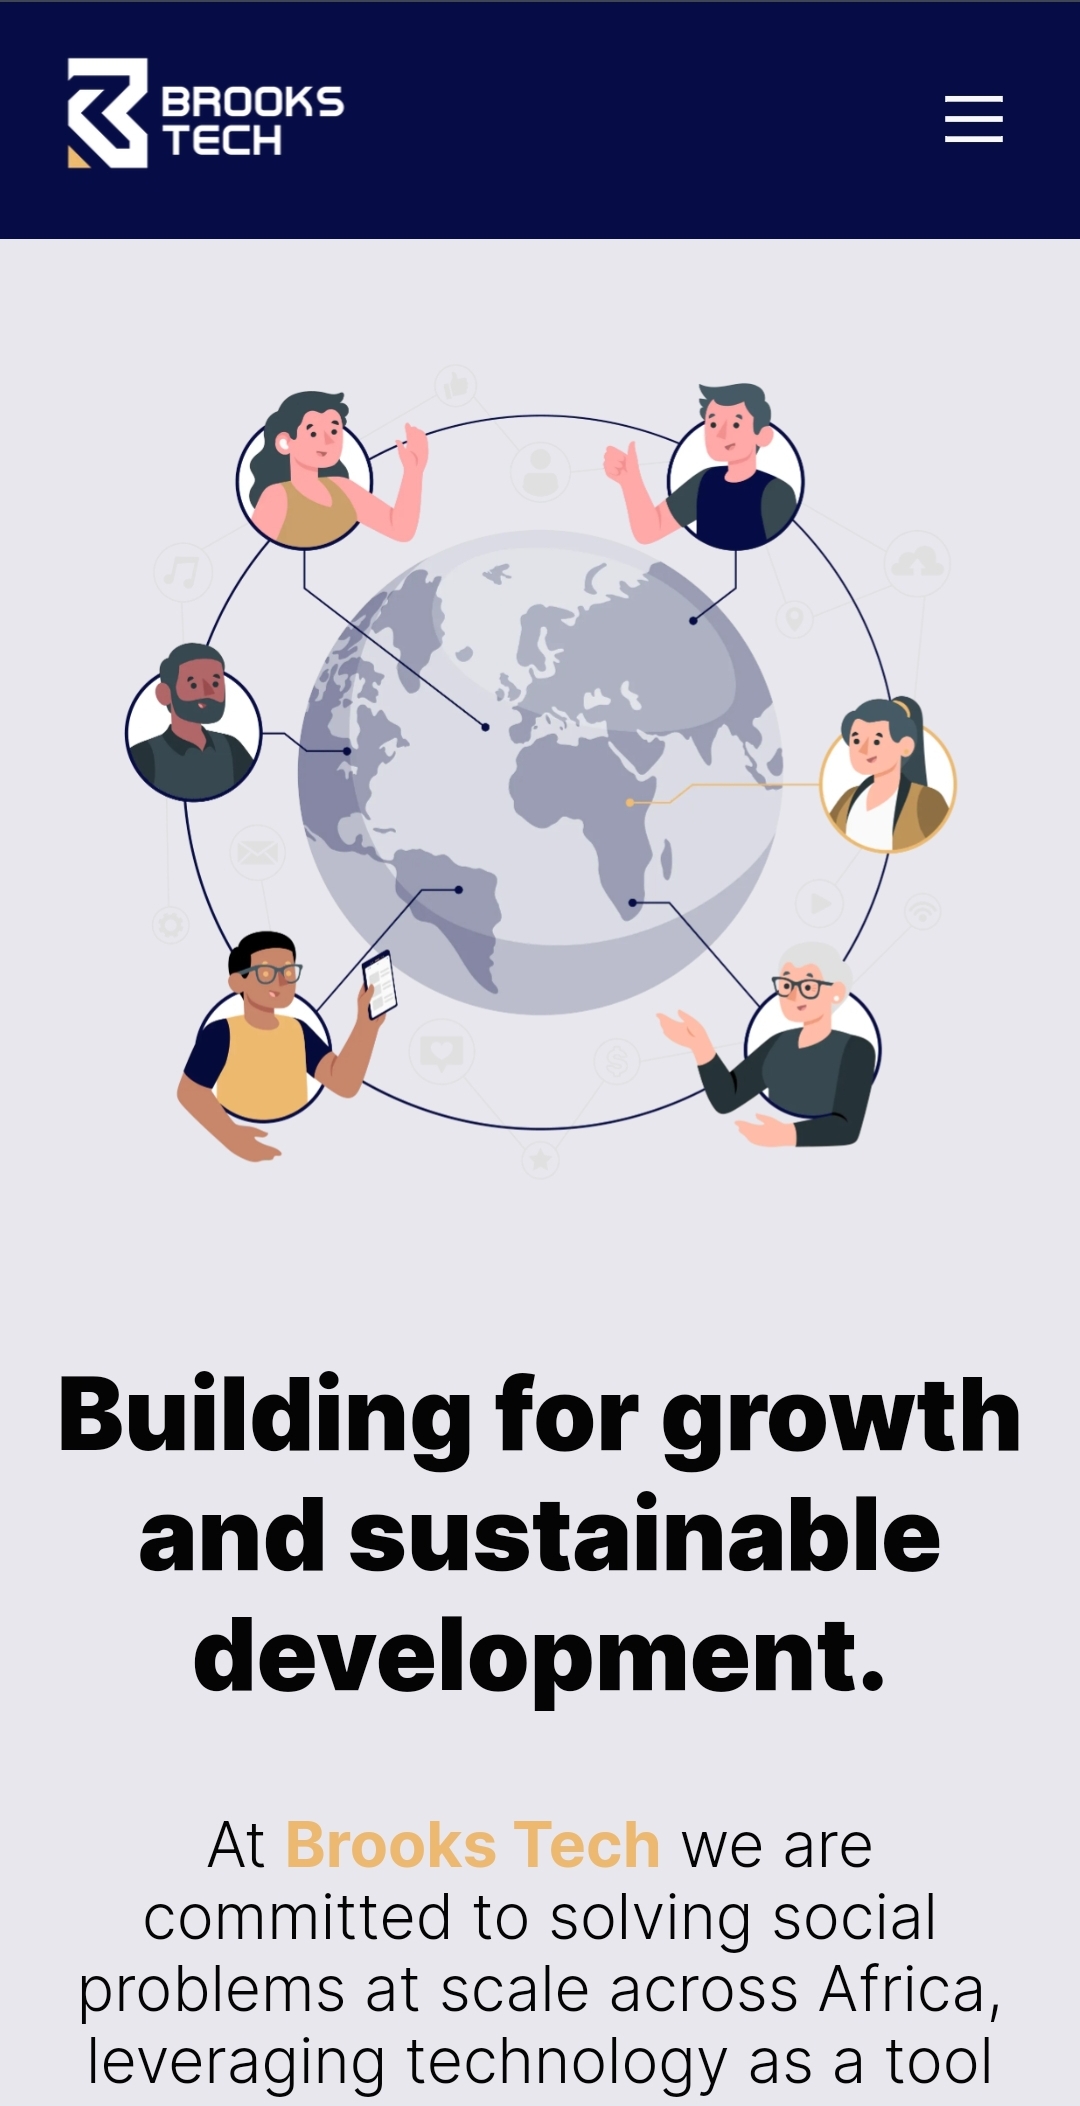 BROOKS
TECH
Building for growth
and sustainable
development.
At Brooks Tech we are
committed to solving social
problems at scale across Africa,
leveraging technology as a tool